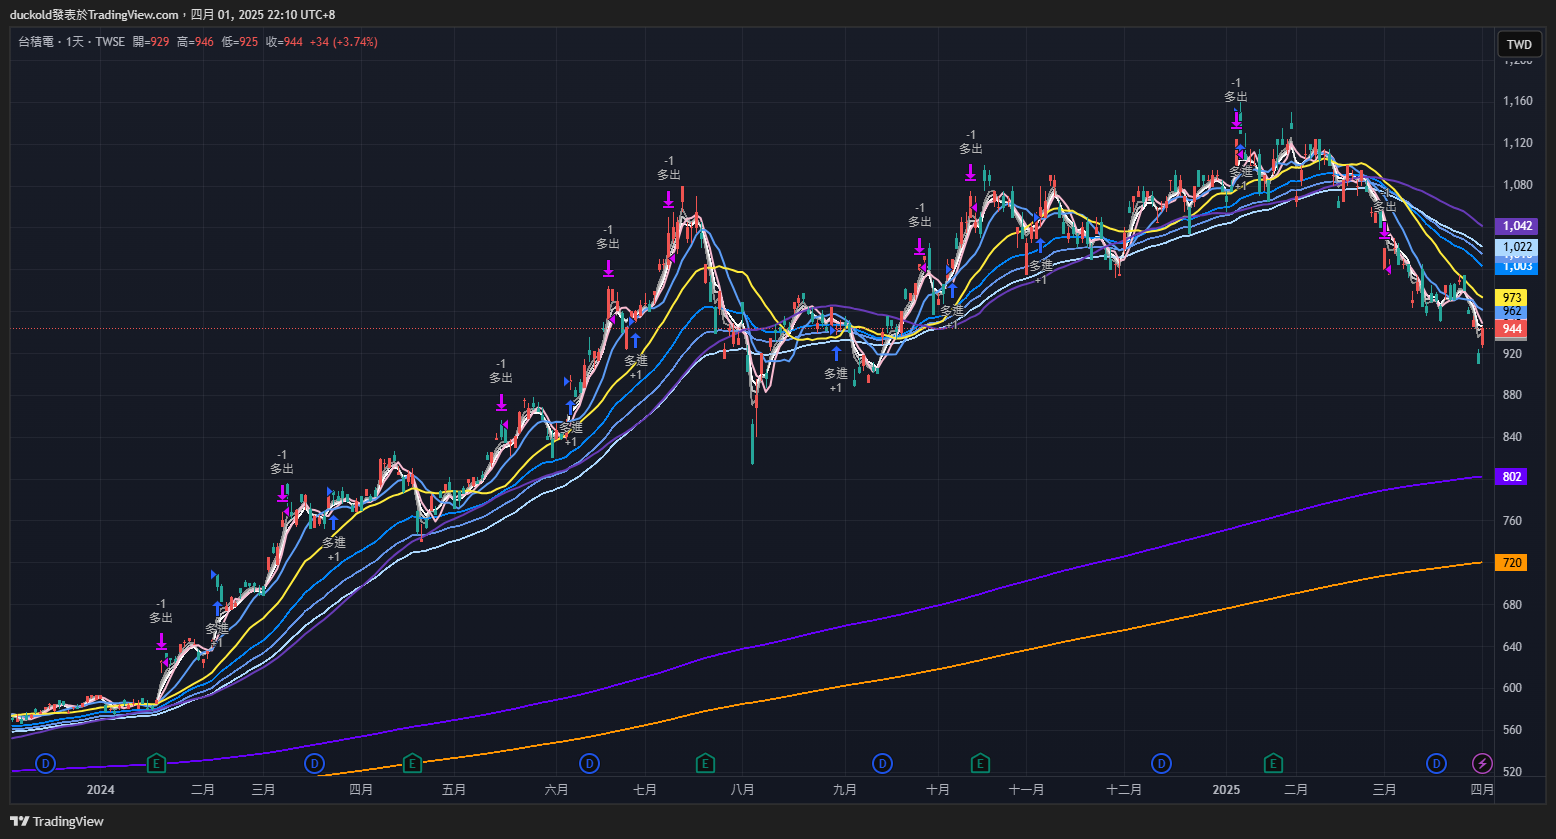 duckold發表於TradingView.com，四月 01, 2025 22:10 UTC+8
台積電 · 1天 · TWSE 開=929 高=946 低=925 收=944 +34 (+3.74%)
TWD
1,160
-1
多出
1,120
-1
多出
-1
多出
多進
+1
1,080
-1
多出
多出
-1
多出
1,042
1,022
1,003
多進
+1
973
多進
+1
962
944
920
多進
+1
多進
+1
-1
多出
880
多進
+1
840
-1
多出
802
760
多進
+1
720
680
-1
多出
多進
+1
640
600
560
D
E
D
E
D
E
D
E
D
E
D
520
2024
二月
三月
四月
五月
六月
七月
八月
九月
十月
十一月
十二月
2025
二月
三月
四月
TradingView